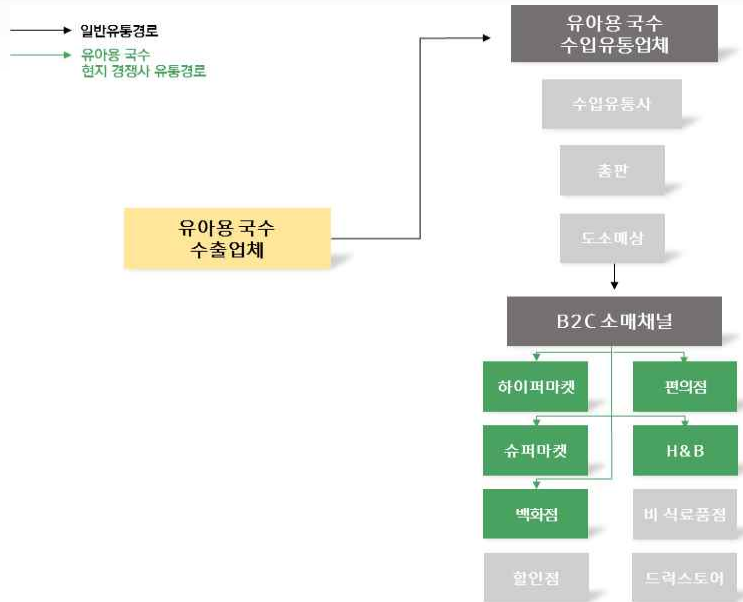 일반유통경로
유아용 국수
현지 경쟁사 유통경로
유아용 국수
수입유통업체
수입유통사
총판
도소매상
유아용 국수
수출업체
B2C 소매채널
하이퍼마켓
편의점
슈퍼마켓
H&B
백화점
비 식료품점
할인점
드럭스토어